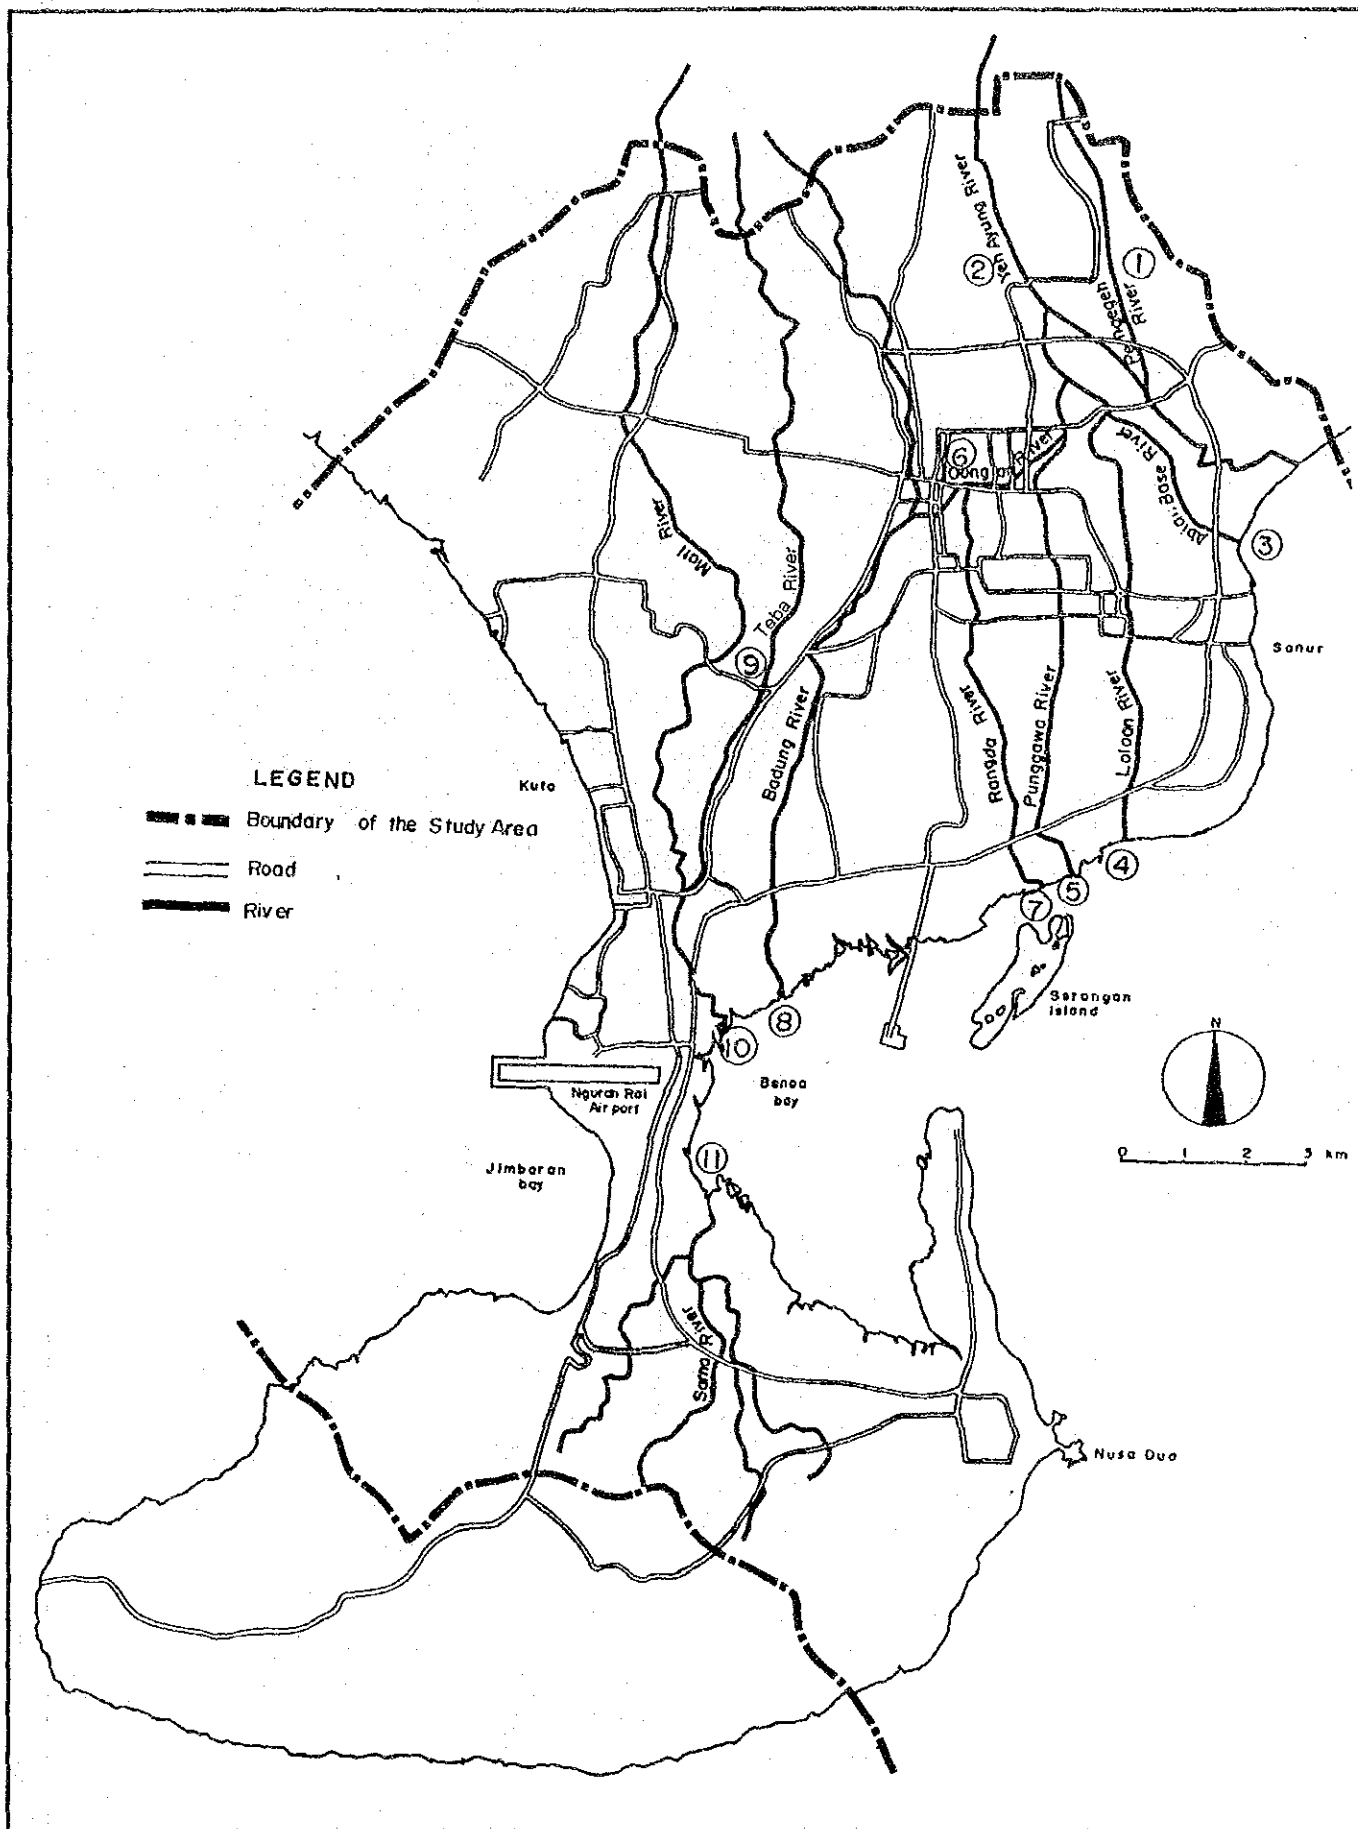 Yeh Ayung River
②
①
Pengegeh
River
⑥
River
Abian Base River
③
Mati
River
Teba River
⑨
Sanur
Badung River
Rangda River
Punggawa River
Loloan River
LEGEND
Kuta
Boundary of the Study Area
Road
River
④
⑤
⑦
Serangan
Island
⑧
⑩
N
Benoa
bay
Ngurah Rai
Air port
0 1 2 3 km
Jimbaran
bay
⑪
Sama River
Nusa Dua